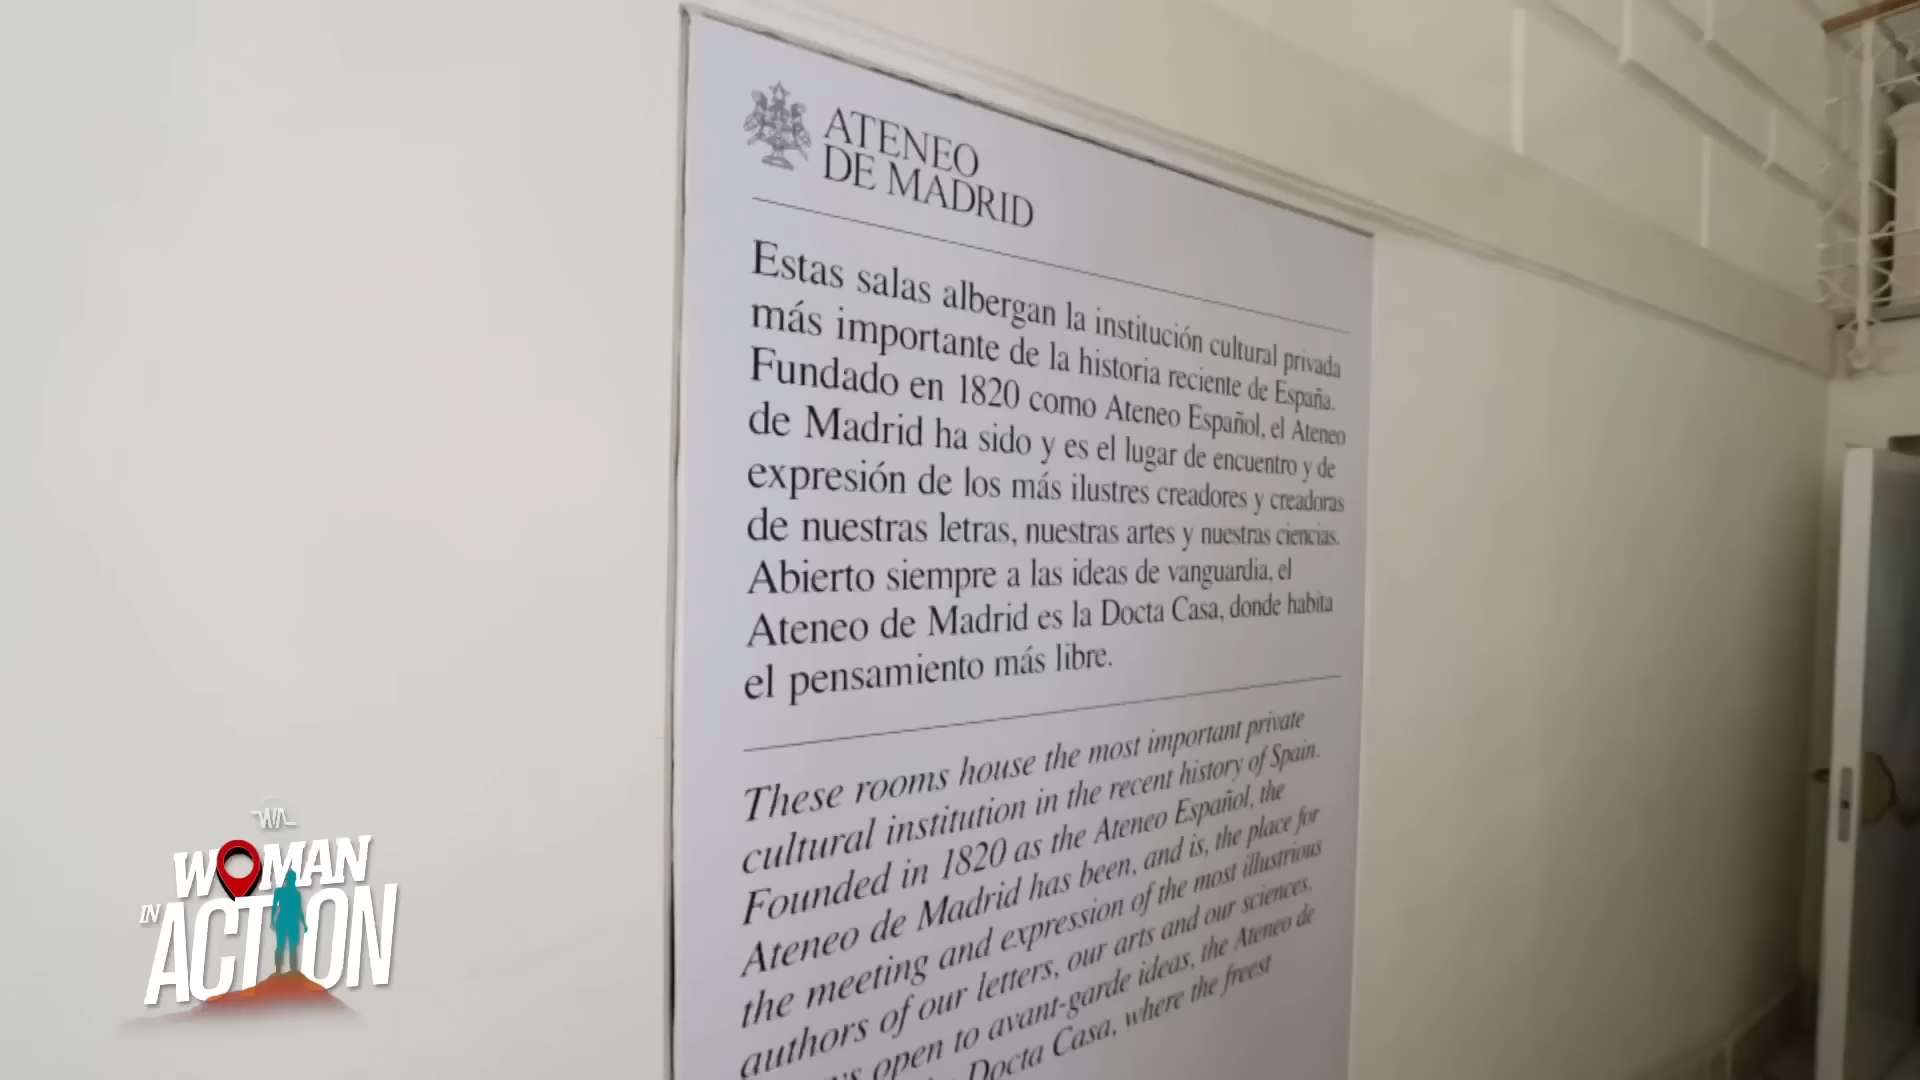 ATENEO
DE MADRID
Estas salas albergan la institución cultural privada
más importante de la historia reciente de España.
Fundado en 1820 como Ateneo Español, el Ateneo
de Madrid ha sido y es el lugar de encuentro y de
expresión de los más ilustres creadores y creadoras
de nuestras letras, nuestras artes y nuestras ciencias.
Abierto siempre a las ideas de vanguardia, el
Ateneo de Madrid es la Docta Casa, donde habita
el pensamiento más libre.
These rooms house the most important private
cultural institution in the recent history of Spain.
Founded in 1820 as the Ateneo Español, the
Ateneo de Madrid has been, and is, the place for
the meeting and expression of the most illustrious
authors of our letters, our arts and our sciences.
open to avant-garde ideas, the Ateneo de
Docta Casa, where the freest
WA
WOMAN
IN ACTION